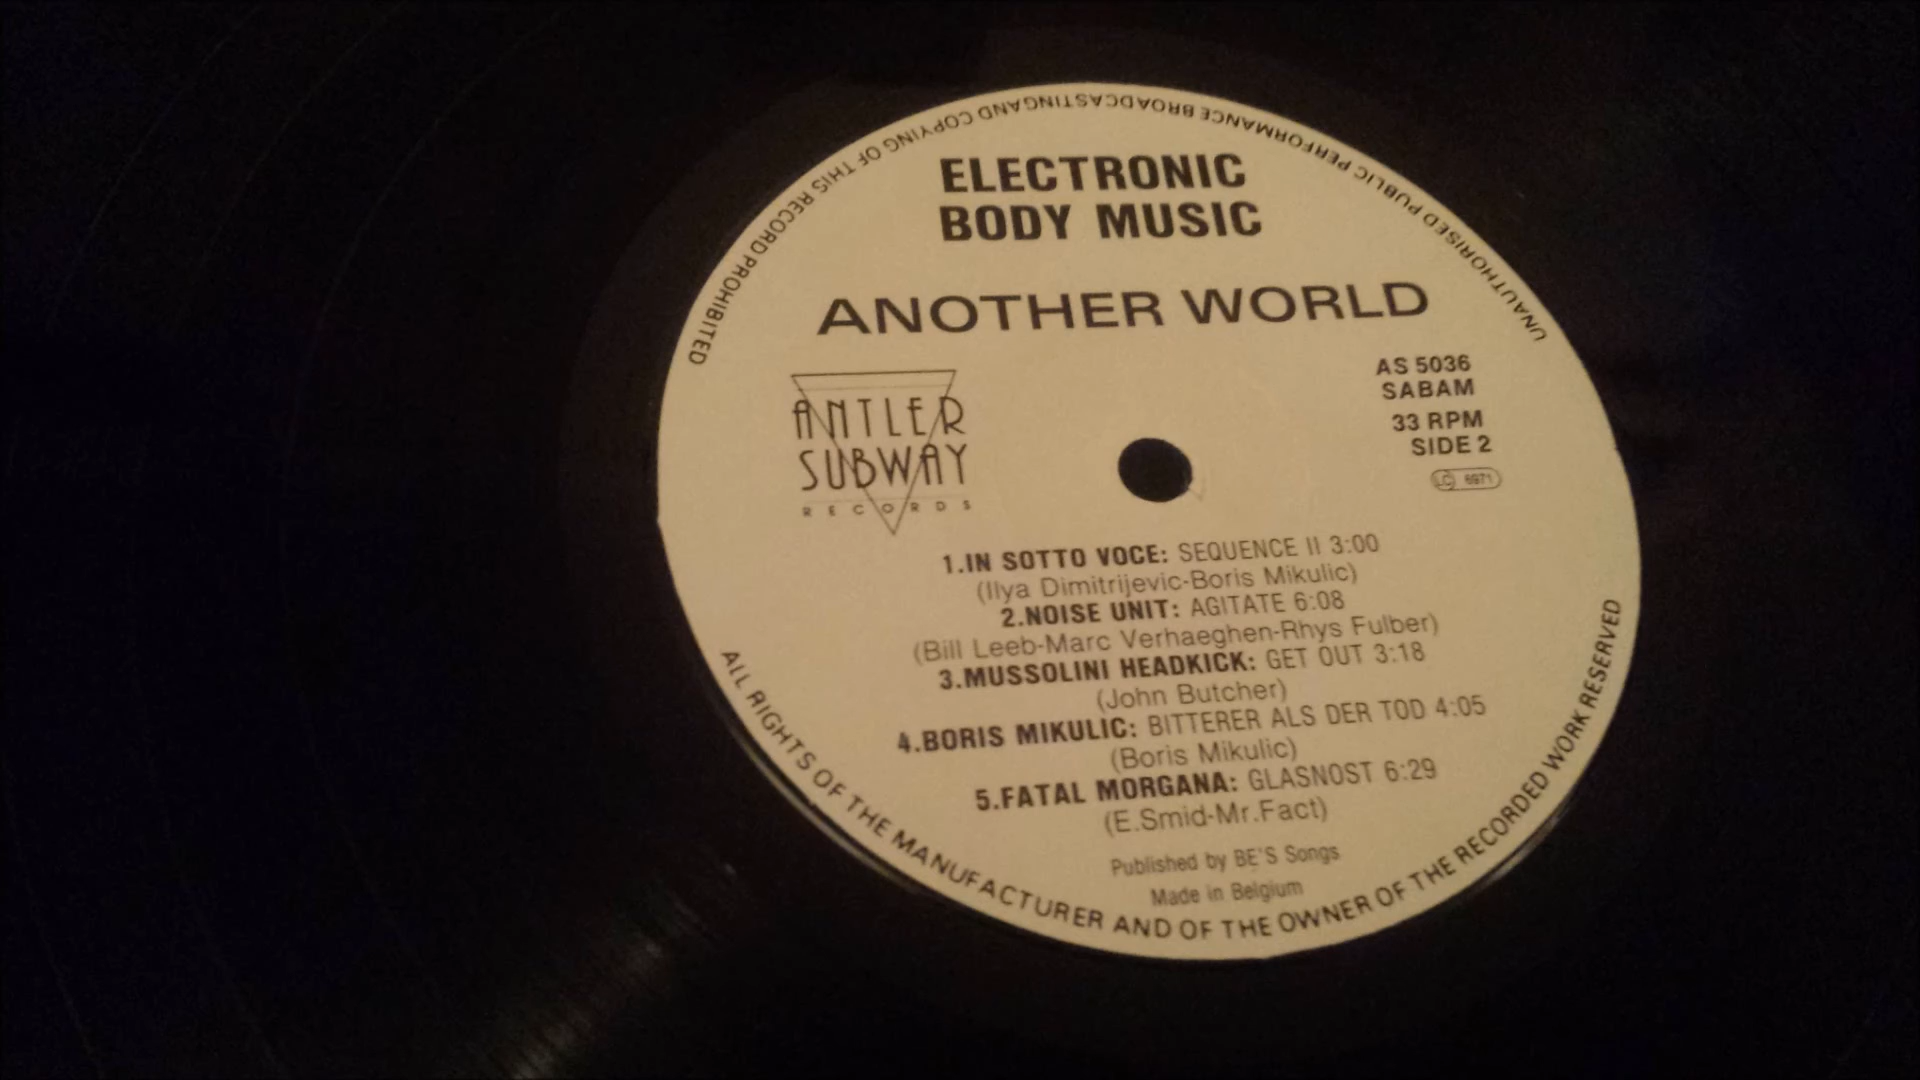 UNAUTHORISED PUBLIC PERFORMANCE BROADCASTING AND COPYING OF THIS RECORD PROHIBITED
ELECTRONIC
BODY MUSIC
ANOTHER WORLD
ANTLER
SUBWAY
RECORDS
AS 5036
SABAM
33 RPM
SIDE 2
LC 6971
1.IN SOTTO VOCE: SEQUENCE II 3:00
(Ilya Dimitrijevic-Boris Mikulic)
2.NOISE UNIT: AGITATE 6:08
(Bill Leeb-Marc Verhaeghen-Rhys Fulber)
3.MUSSOLINI HEADKICK: GET OUT 3:18
(John Butcher)
4.BORIS MIKULIC: BITTERER ALS DER TOD 4:05
(Boris Mikulic)
5.FATAL MORGANA: GLASNOST 6:29
(E.Smid-Mr.Fact)
Published by BE'S Songs
Made in Belgium
ALL RIGHTS OF THE MANUFACTURER AND OF THE OWNER OF THE RECORDED WORK RESERVED